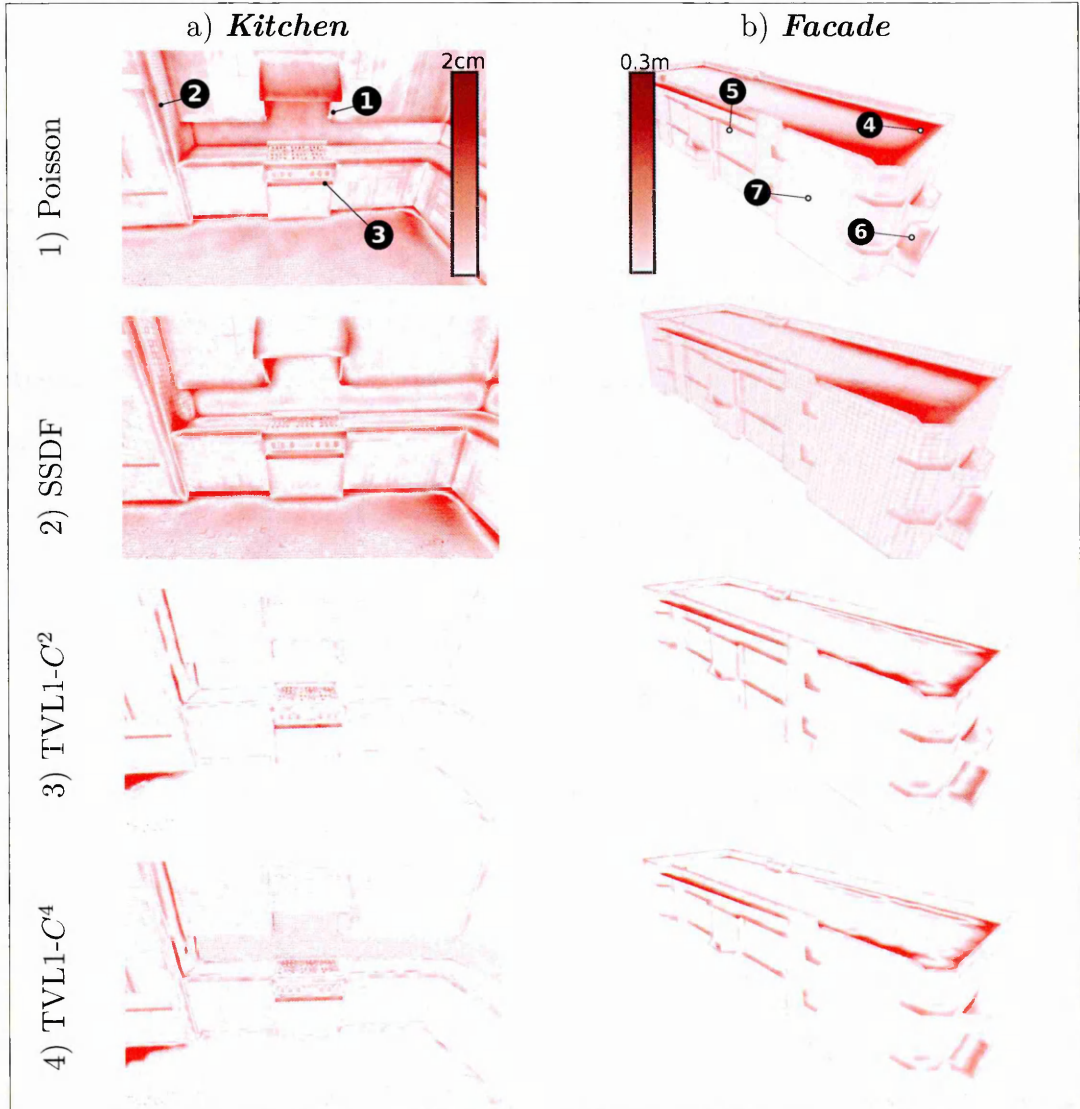 a) Kitchen
b) Facade
2cm
0.3m
1) Poisson
2
1
3
5
4
7
6
2) SSDF
3) TVL1-C²
4) TVL1-C⁴